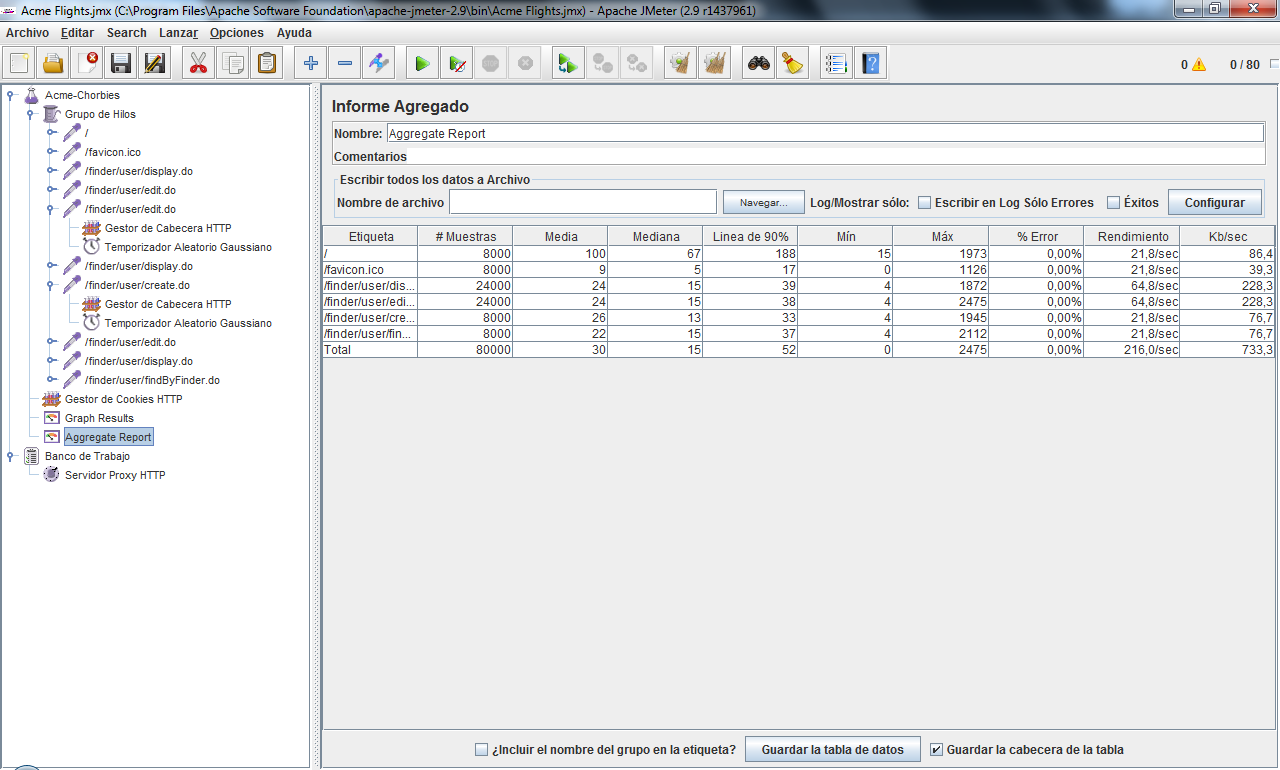 Acme Flights.jmx (C:\Program Files\Apache Software Foundation\apache-jmeter-2.9\bin\Acme Flights.jmx) - Apache JMeter (2.9 r1437961)
Archivo Editar Search Lanzar Opciones Ayuda
0 0 / 80
Acme-Chorbies
Grupo de Hilos
/
/favicon.ico
/finder/user/display.do
/finder/user/edit.do
/finder/user/edit.do
Gestor de Cabecera HTTP
Temporizador Aleatorio Gaussiano
/finder/user/display.do
/finder/user/create.do
Gestor de Cabecera HTTP
Temporizador Aleatorio Gaussiano
/finder/user/edit.do
/finder/user/display.do
/finder/user/findByFinder.do
Gestor de Cookies HTTP
Graph Results
Aggregate Report
Banco de Trabajo
Servidor Proxy HTTP
Informe Agregado
Nombre: Aggregate Report
Comentarios
Escribir todos los datos a Archivo
Nombre de archivo Navegar... Log/Mostrar sólo: Escribir en Log Sólo Errores Éxitos Configurar
Etiqueta # Muestras Media Mediana Linea de 90% Mín Máx % Error Rendimiento Kb/sec
/ 8000 100 67 188 15 1973 0,00% 21,8/sec 86,4
/favicon.ico 8000 9 5 17 0 1126 0,00% 21,8/sec 39,3
/finder/user/dis... 24000 24 15 39 4 1872 0,00% 64,8/sec 228,3
/finder/user/edi... 24000 24 15 38 4 2475 0,00% 64,8/sec 228,3
/finder/user/cre... 8000 26 13 33 4 1945 0,00% 21,8/sec 76,7
/finder/user/fin... 8000 22 15 37 4 2112 0,00% 21,8/sec 76,7
Total 80000 30 15 52 0 2475 0,00% 216,0/sec 733,3
¿Incluir el nombre del grupo en la etiqueta? Guardar la tabla de datos Guardar la cabecera de la tabla